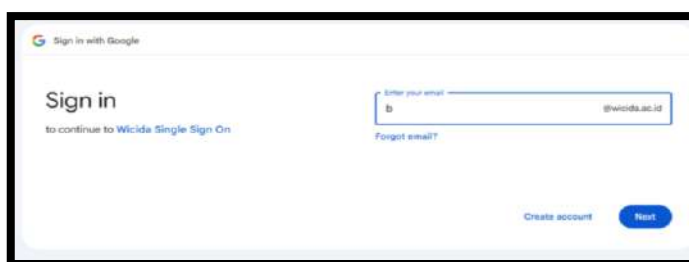 Sign in with Google
Sign in
to continue to Wicida Single Sign On
Enter your email
b @wicida.ac.id
Forgot email?
Create account Next